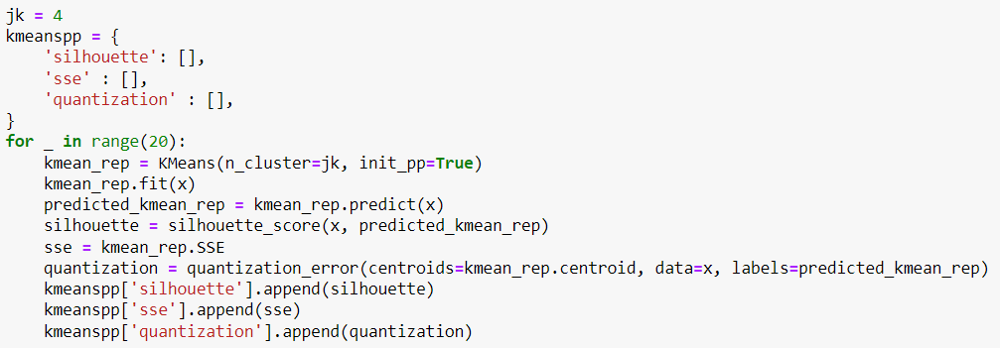 jk = 4
kmeanspp = {
    'silhouette': [],
    'sse' : [],
    'quantization' : [],
}
for _ in range(20):
    kmean_rep = KMeans(n_cluster=jk, init_pp=True)
    kmean_rep.fit(x)
    predicted_kmean_rep = kmean_rep.predict(x)
    silhouette = silhouette_score(x, predicted_kmean_rep)
    sse = kmean_rep.SSE
    quantization = quantization_error(centroids=kmean_rep.centroid, data=x, labels=predicted_kmean_rep)
    kmeanspp['silhouette'].append(silhouette)
    kmeanspp['sse'].append(sse)
    kmeanspp['quantization'].append(quantization)